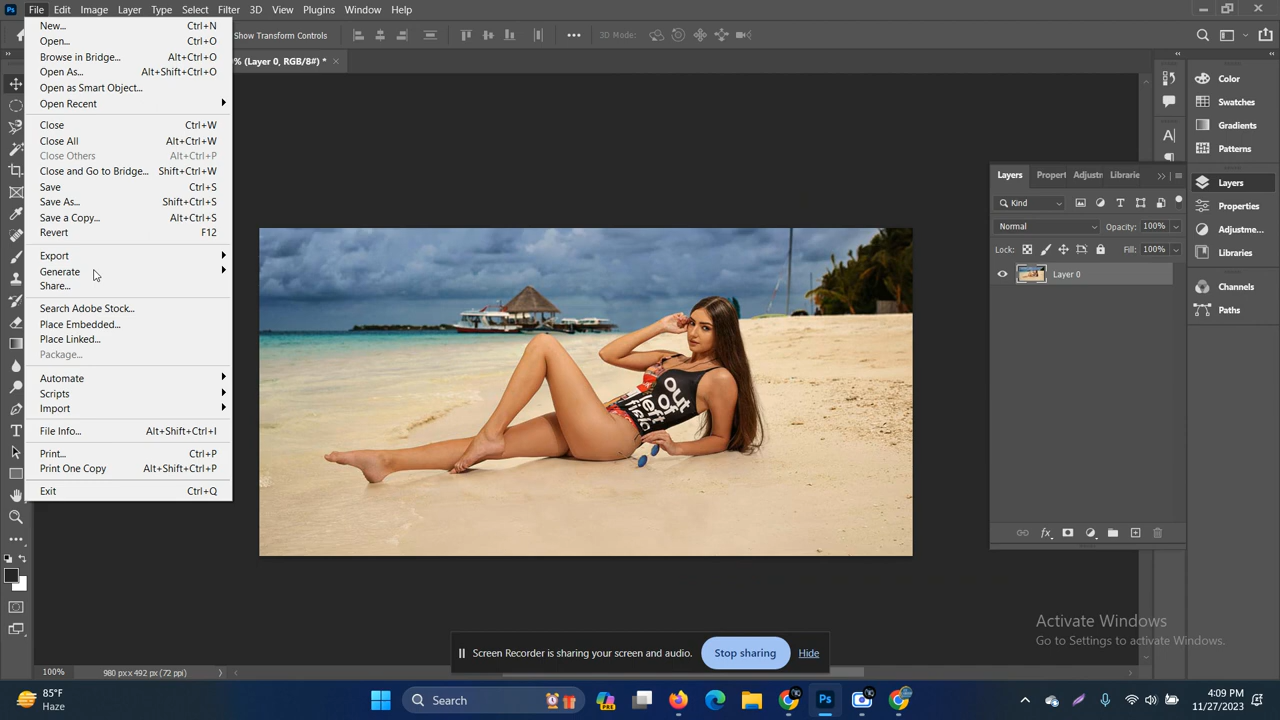 Ps File Edit Image Layer Type Select Filter 3D View Plugins Window Help
Show Transform Controls 3D Mode:
% (Layer 0, RGB/8#) *
New... Ctrl+N
Open... Ctrl+O
Browse in Bridge... Alt+Ctrl+O
Open As... Alt+Shift+Ctrl+O
Open as Smart Object...
Open Recent
Close Ctrl+W
Close All Alt+Ctrl+W
Close Others Alt+Ctrl+P
Close and Go to Bridge... Shift+Ctrl+W
Save Ctrl+S
Save As... Shift+Ctrl+S
Save a Copy... Alt+Ctrl+S
Revert F12
Export
Generate
Share...
Search Adobe Stock...
Place Embedded...
Place Linked...
Package...
Automate
Scripts
Import
File Info... Alt+Shift+Ctrl+I
Print... Ctrl+P
Print One Copy Alt+Shift+Ctrl+P
Exit Ctrl+Q
out
of
left
field
Layers Propert Adjustr Librarie
Kind
Normal Opacity: 100%
Lock: Fill: 100%
Layer 0
Color
Swatches
Gradients
Patterns
Layers
Properties
Adjustme...
Libraries
Channels
Paths
Activate Windows
Go to Settings to activate Windows.
Screen Recorder is sharing your screen and audio. Stop sharing Hide
100% 980 px x 492 px (72 ppi)
85°F
Haze
Search
PRE
Ps
4:09 PM
11/27/2023